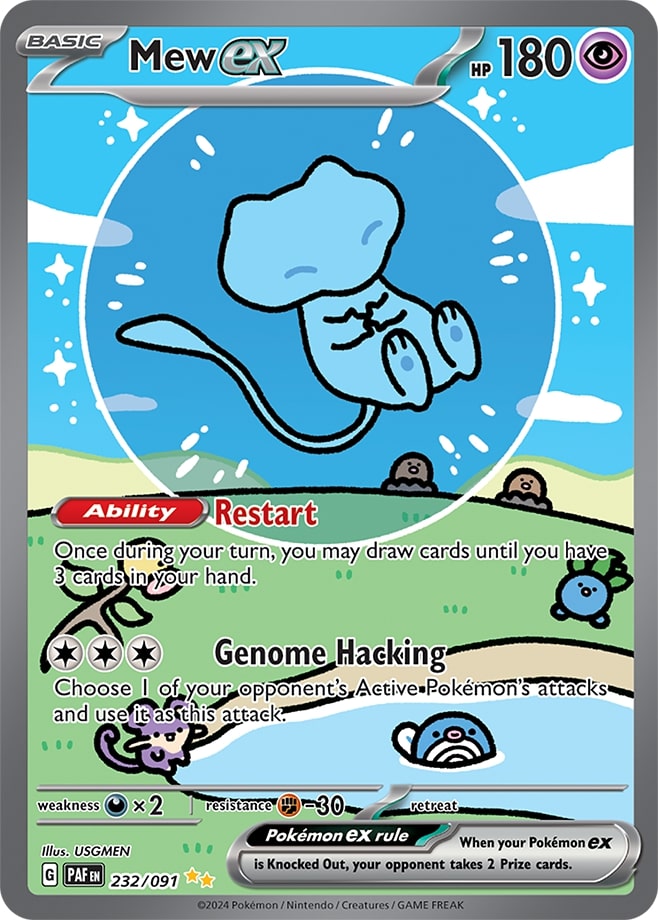 BASIC
Mew ex
HP 180
Ability Restart
Once during your turn, you may draw cards until you have
3 cards in your hand.
Genome Hacking
Choose 1 of your opponent's Active Pokémon's attacks
and use it as this attack.
weakness ×2 resistance -30 retreat
Pokémon ex rule
When your Pokémon ex
is Knocked Out, your opponent takes 2 Prize cards.
Illus. USGMEN
G PAF EN 232/091
©2024 Pokémon / Nintendo / Creatures / GAME FREAK